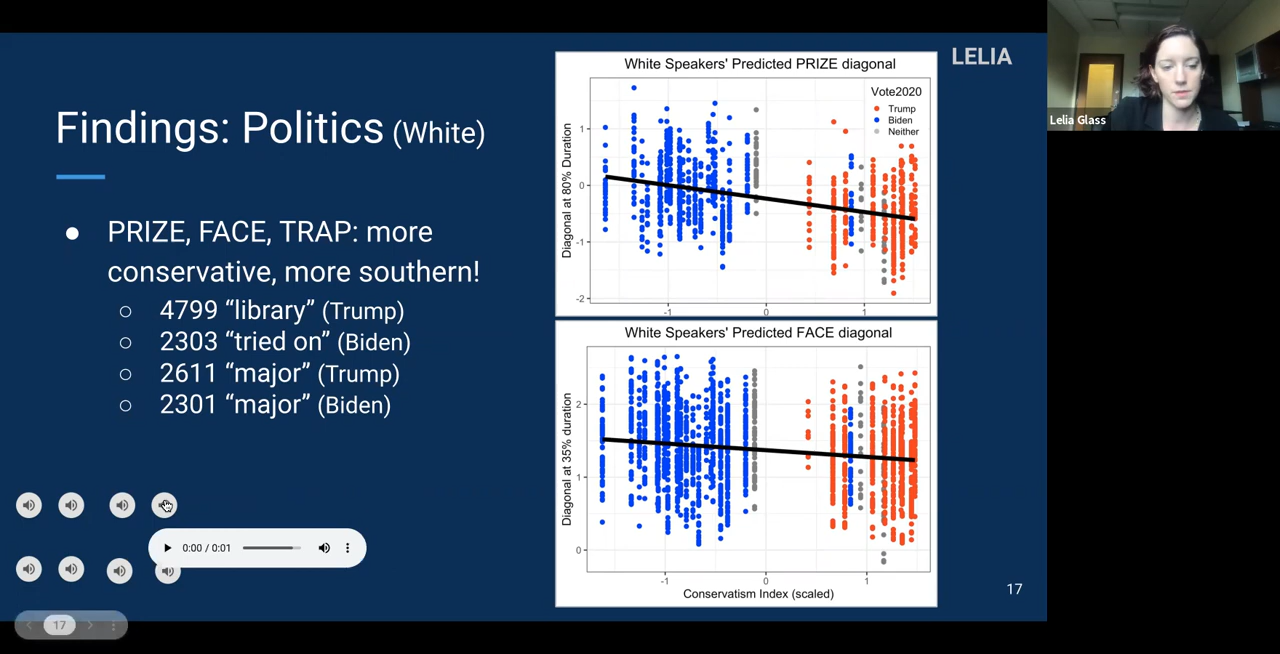 LELIA
Findings: Politics (White)
● PRIZE, FACE, TRAP: more
conservative, more southern!
○ 4799 “library” (Trump)
○ 2303 “tried on” (Biden)
○ 2611 “major” (Trump)
○ 2301 “major” (Biden)
0:00 / 0:01
17
White Speakers' Predicted PRIZE diagonal
Vote2020
Trump
Biden
Neither
Diagonal at 80% Duration
1
0
-1
-2
-1
0
1
White Speakers' Predicted FACE diagonal
Diagonal at 35% duration
2
1
0
-1
0
1
Conservatism Index (scaled)
17
Lelia Glass